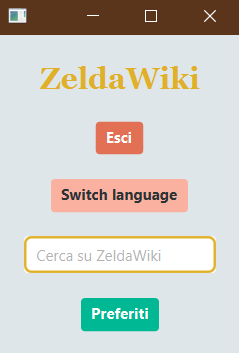 ZeldaWiki
Esci
Switch language
Cerca su ZeldaWiki
Preferiti